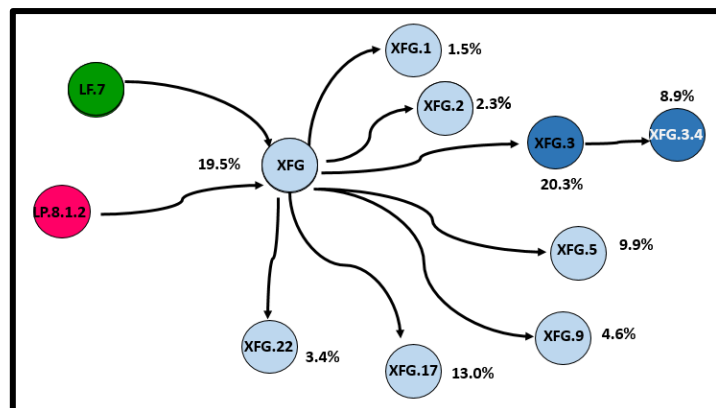 XFG.1
1.5%
LF.7
XFG.2
2.3%
8.9%
XFG.3
XFG.3.4
19.5%
XFG
20.3%
LP.8.1.2
XFG.5
9.9%
XFG.22
3.4%
XFG.17
13.0%
XFG.9
4.6%